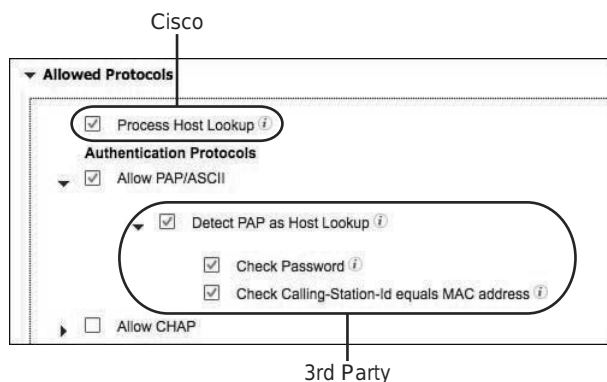 Cisco
Allowed Protocols
Process Host Lookup i
Authentication Protocols
Allow PAP/ASCII
Detect PAP as Host Lookup i
Check Password i
Check Calling-Station-Id equals MAC address i
Allow CHAP
3rd Party